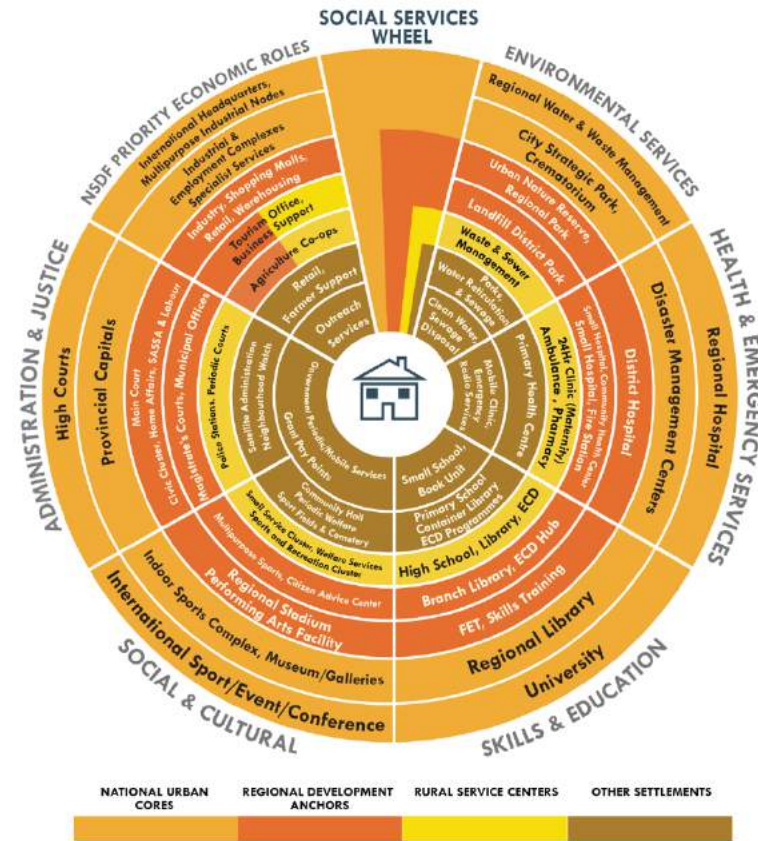 SOCIAL SERVICES
WHEEL
NSDF PRIORITY ECONOMIC ROLES
International Headquarters,
Multipurpose Industrial Nodes
Industrial &
Employment Complexes
Specialist Services
Industry, Shopping Malls,
Retail, Warehousing
Tourism Office,
Business Support
Agriculture Co-ops
Retail,
Farmer Support
Outreach
Services
ENVIRONMENTAL SERVICES
Regional Water & Waste Management
City Strategic Park,
Crematorium
Urban Nature Reserve,
Regional Park
Landfill District Park
Waste & Sewer
Management
Parks,
Water Reticulation
& Sewage
Clean Water
Sewage
Disposal
HEALTH & EMERGENCY SERVICES
Regional Hospital
Disaster Management Centers
District Hospital
Small Hospital, Community Health Center
Small Hospital, Fire Station
24Hr Clinic (Maternity)
Ambulance, Pharmacy
Primary Health Centre
Mobile Clinic,
Emergency
Radio Services
SKILLS & EDUCATION
Small School,
Book Unit
Primary School
Container Library
ECD Programmes
High School, Library, ECD
Branch Library, ECD Hub
FET, Skills Training
Regional Library
University
SOCIAL & CULTURAL
Government Periodic/Mobile Services
Grant Pay Points
Community Hall
Periodic Welfare
Sport Fields & Cemetery
Small Service Cluster, Welfare Services
Sports and Recreation Cluster
Multipurpose Sports, Citizen Advice Center
Regional Stadium
Performing Arts Facility
Indoor Sports Complex, Museum/Galleries
International Sport/Event/Conference
ADMINISTRATION & JUSTICE
High Courts
Provincial Capitals
Main Court
Civic Cluster, Home Affairs, SASSA & Labour
Magistrate's Courts, Municipal Offices
Police Stations, Periodic Courts
Satellite Administration
Neighbourhood Watch
NATIONAL URBAN
CORES
REGIONAL DEVELOPMENT
ANCHORS
RURAL SERVICE CENTERS
OTHER SETTLEMENTS